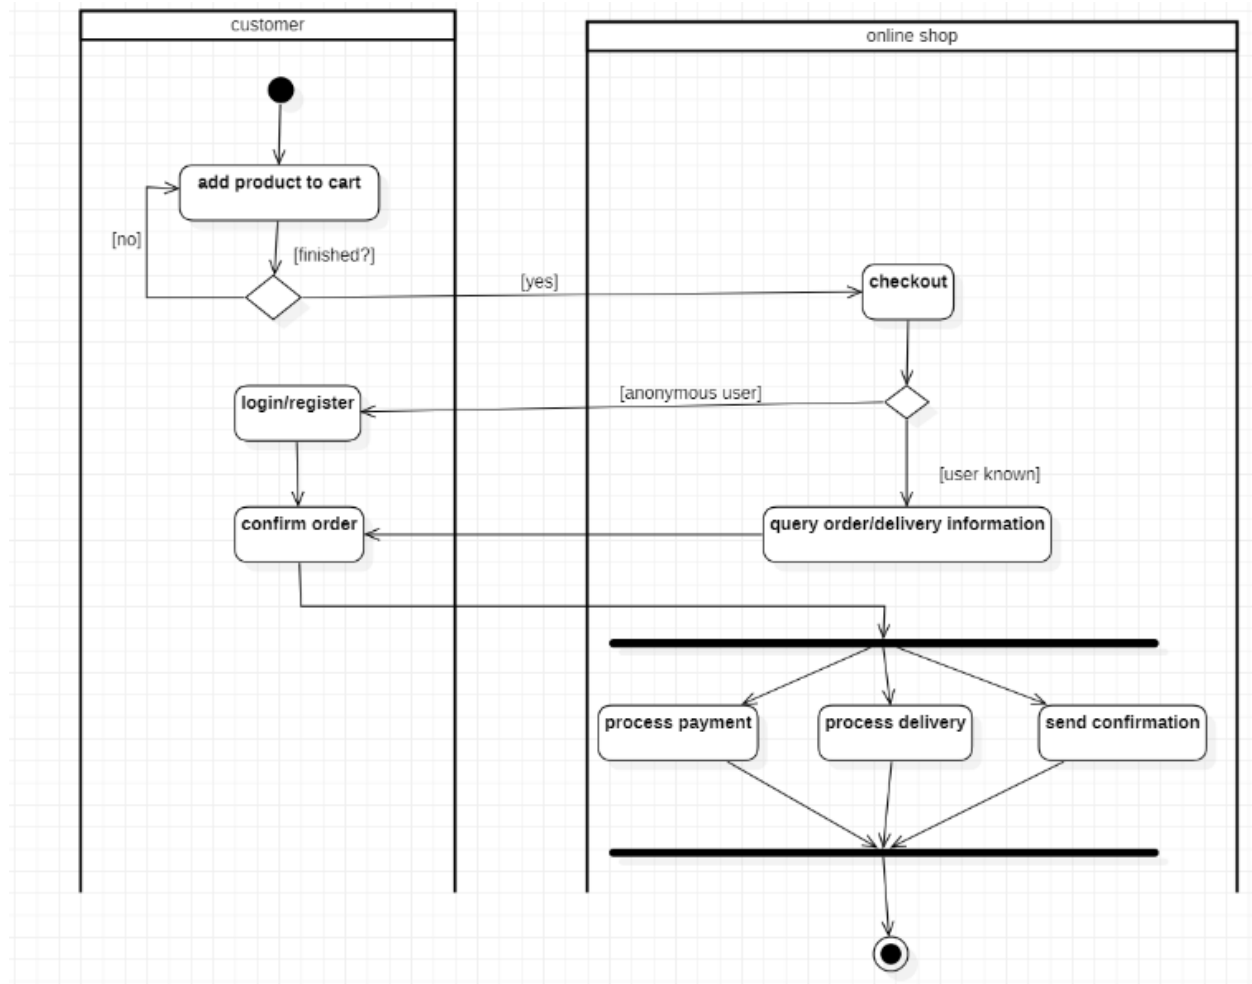 customer
online shop
add product to cart
[no]
[finished?]
[yes]
checkout
[anonymous user]
login/register
[user known]
confirm order
query order/delivery information
process payment
process delivery
send confirmation